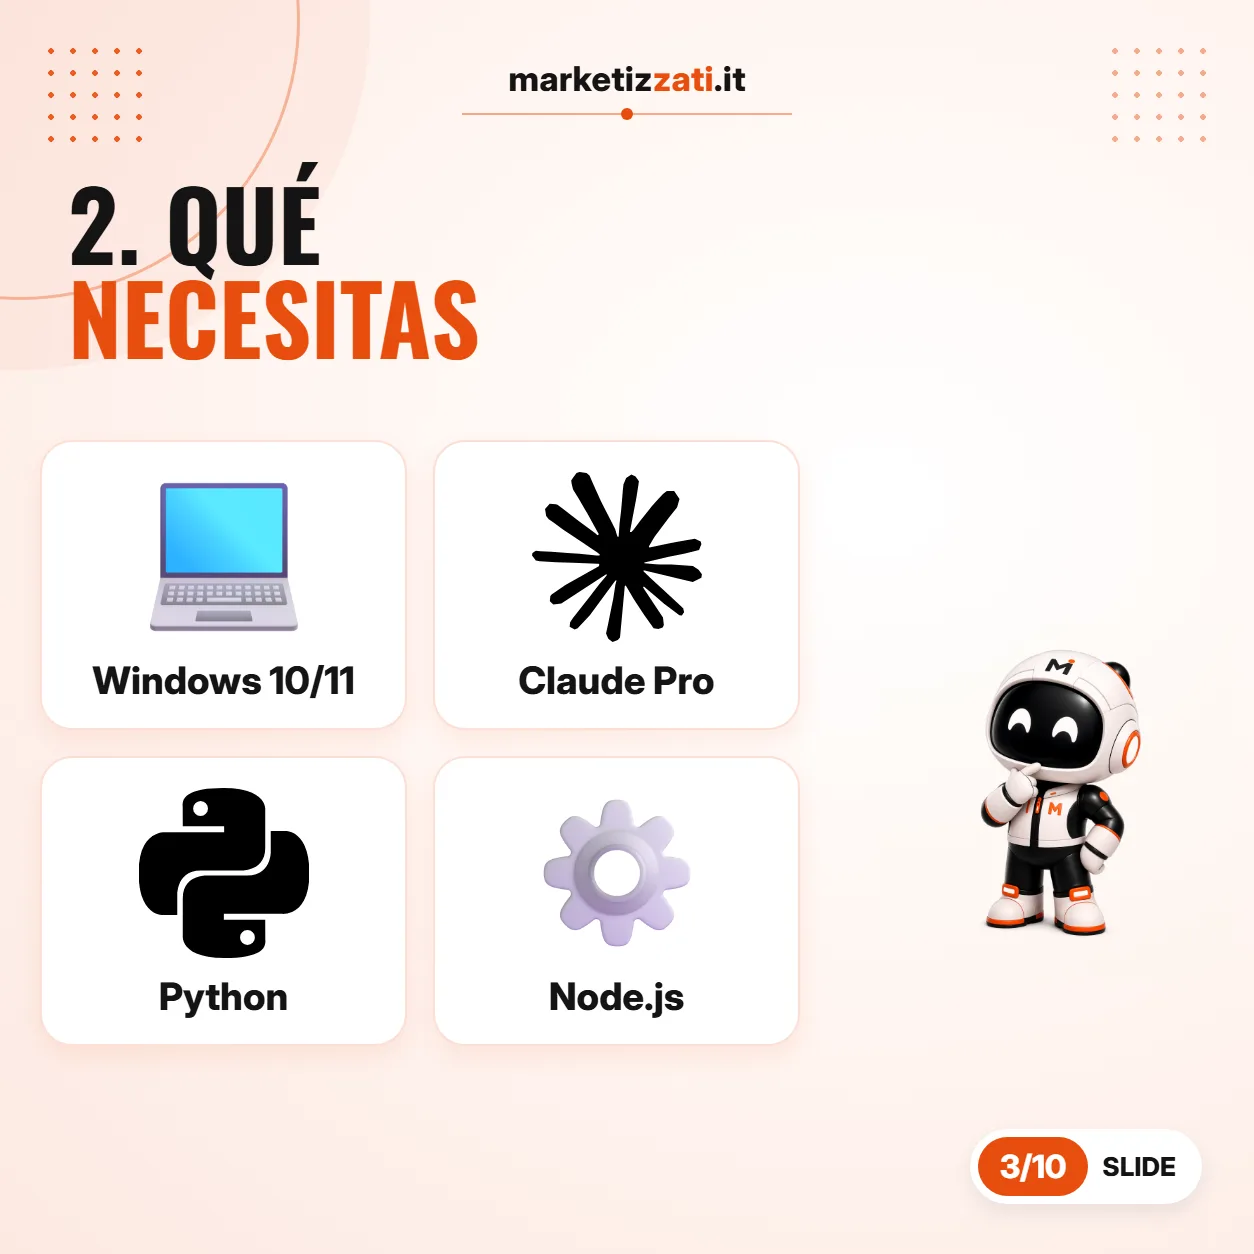 marketizzati.it
2. QUÉ
NECESITAS
Windows 10/11
Claude Pro
Python
Node.js
M
M
3/10 SLIDE